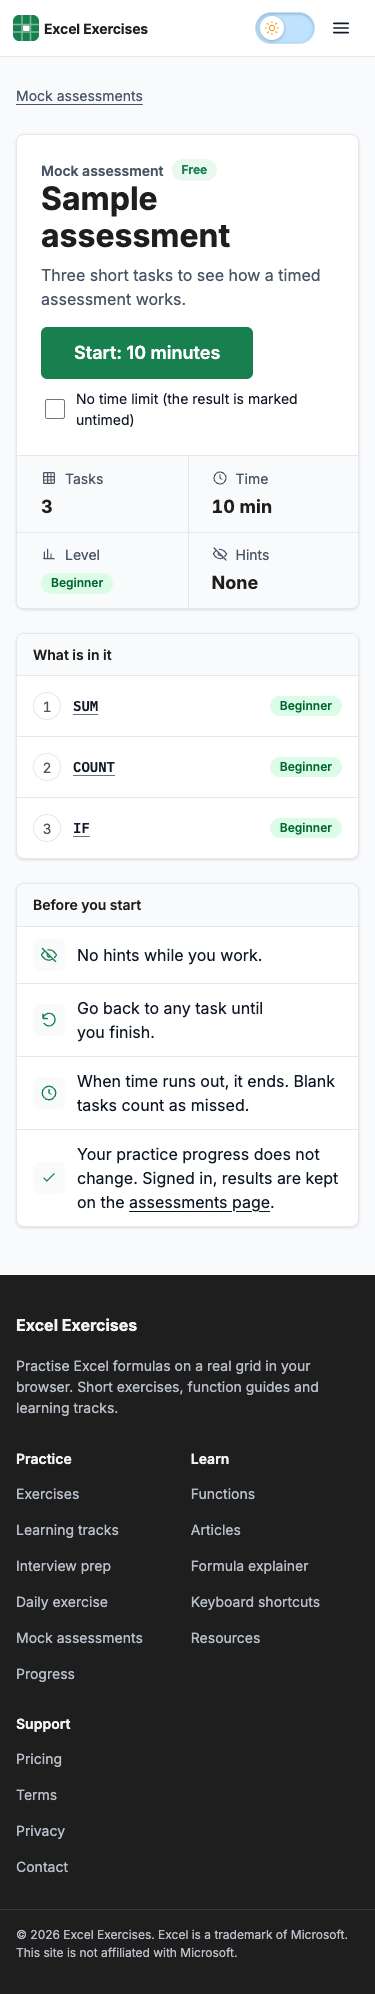 Excel Exercises
Mock assessments
Mock assessment Free
Sample
assessment
Three short tasks to see how a timed
assessment works.
Start: 10 minutes
No time limit (the result is marked
untimed)
Tasks
3
Time
10 min
Level
Beginner
Hints
None
What is in it
1 SUM Beginner
2 COUNT Beginner
3 IF Beginner
Before you start
No hints while you work.
Go back to any task until
you finish.
When time runs out, it ends. Blank
tasks count as missed.
Your practice progress does not
change. Signed in, results are kept
on the assessments page.
Excel Exercises
Practise Excel formulas on a real grid in your
browser. Short exercises, function guides and
learning tracks.
Practice
Exercises
Learning tracks
Interview prep
Daily exercise
Mock assessments
Progress
Learn
Functions
Articles
Formula explainer
Keyboard shortcuts
Resources
Support
Pricing
Terms
Privacy
Contact
© 2026 Excel Exercises. Excel is a trademark of Microsoft.
This site is not affiliated with Microsoft.